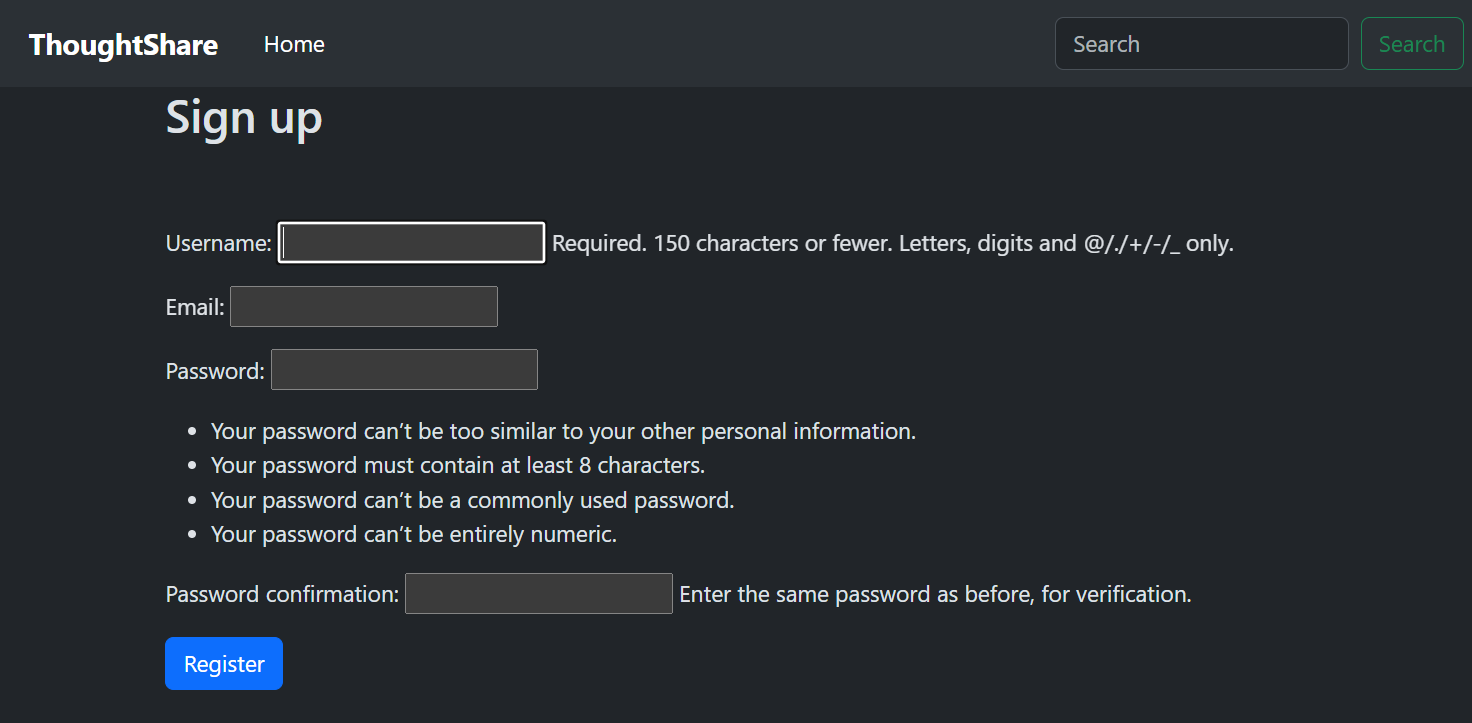 ThoughtShare Home Search Search
Sign up
Username: Required. 150 characters or fewer. Letters, digits and @/./+/-/_ only.
Email:
Password:
• Your password can’t be too similar to your other personal information.
• Your password must contain at least 8 characters.
• Your password can’t be a commonly used password.
• Your password can’t be entirely numeric.
Password confirmation: Enter the same password as before, for verification.
Register